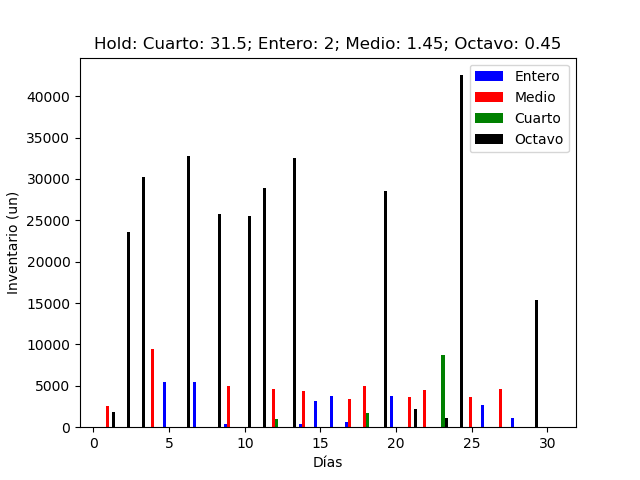 Hold: Cuarto: 31.5; Entero: 2; Medio: 1.45; Octavo: 0.45
Entero
Medio
Cuarto
Octavo
Inventario (un)
40000
35000
30000
25000
20000
15000
10000
5000
0
0 5 10 15 20 25 30
Días